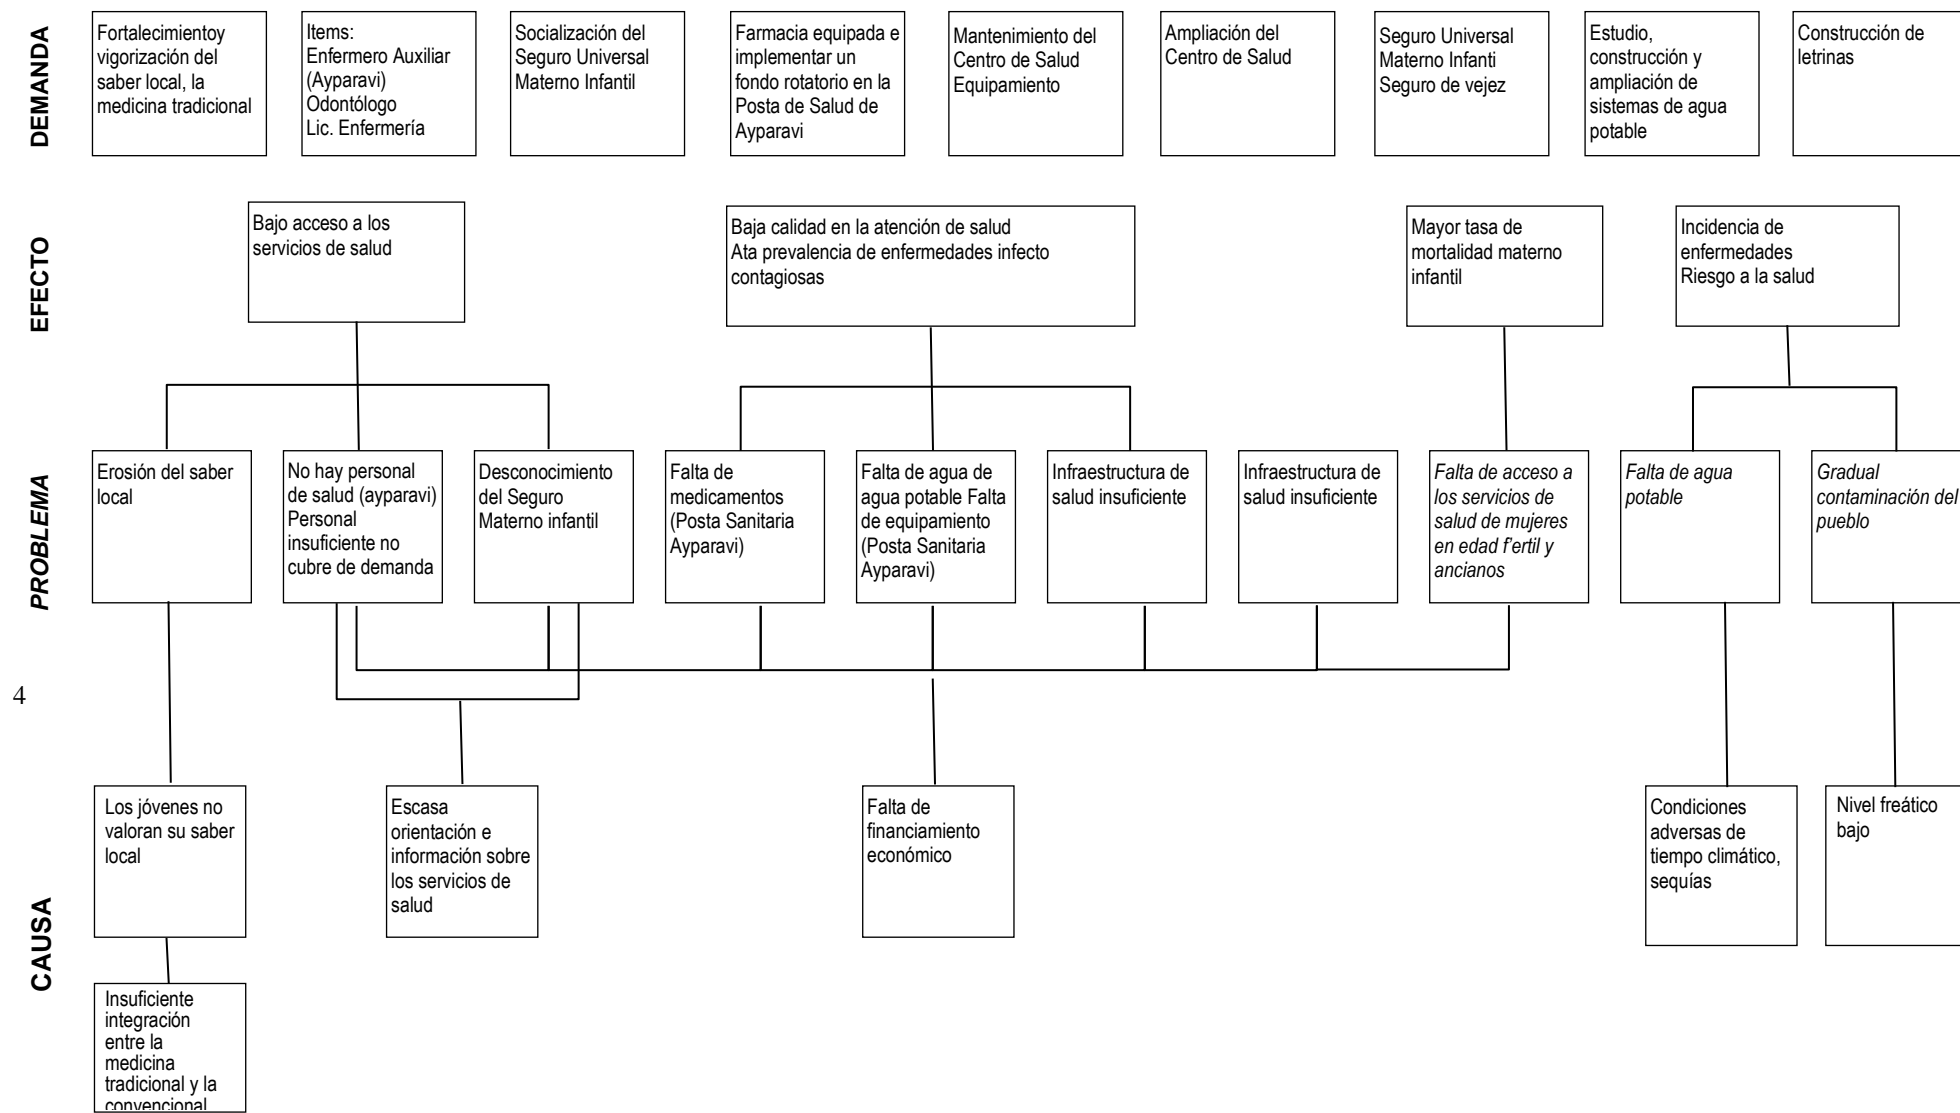 DEMANDA
Fortalecimientoy
vigorización del
saber local, la
medicina tradicional
Items:
Enfermero Auxiliar
(Ayparavi)
Odontólogo
Lic. Enfermería
Socialización del
Seguro Universal
Materno Infantil
Farmacia equipada e
implementar un
fondo rotatorio en la
Posta de Salud de
Ayparavi
Mantenimiento del
Centro de Salud
Equipamiento
Ampliación del
Centro de Salud
Seguro Universal
Materno Infanti
Seguro de vejez
Estudio,
construcción y
ampliación de
sistemas de agua
potable
Construcción de
letrinas
EFECTO
Bajo acceso a los
servicios de salud
Baja calidad en la atención de salud
Ata prevalencia de enfermedades infecto
contagiosas
Mayor tasa de
mortalidad materno
infantil
Incidencia de
enfermedades
Riesgo a la salud
PROBLEMA
Erosión del saber
local
No hay personal
de salud (ayparavi)
Personal
insuficiente no
cubre de demanda
Desconocimiento
del Seguro
Materno infantil
Falta de
medicamentos
(Posta Sanitaria
Ayparavi)
Falta de agua de
agua potable Falta
de equipamiento
(Posta Sanitaria
Ayparavi)
Infraestructura de
salud insuficiente
Infraestructura de
salud insuficiente
Falta de acceso a
los servicios de
salud de mujeres
en edad f'ertil y
ancianos
Falta de agua
potable
Gradual
contaminación del
pueblo
4
CAUSA
Los jóvenes no
valoran su saber
local
Escasa
orientación e
información sobre
los servicios de
salud
Falta de
financiamiento
económico
Condiciones
adversas de
tiempo climático,
sequías
Nivel freático
bajo
Insuficiente
integración
entre la
medicina
tradicional y la
convencional